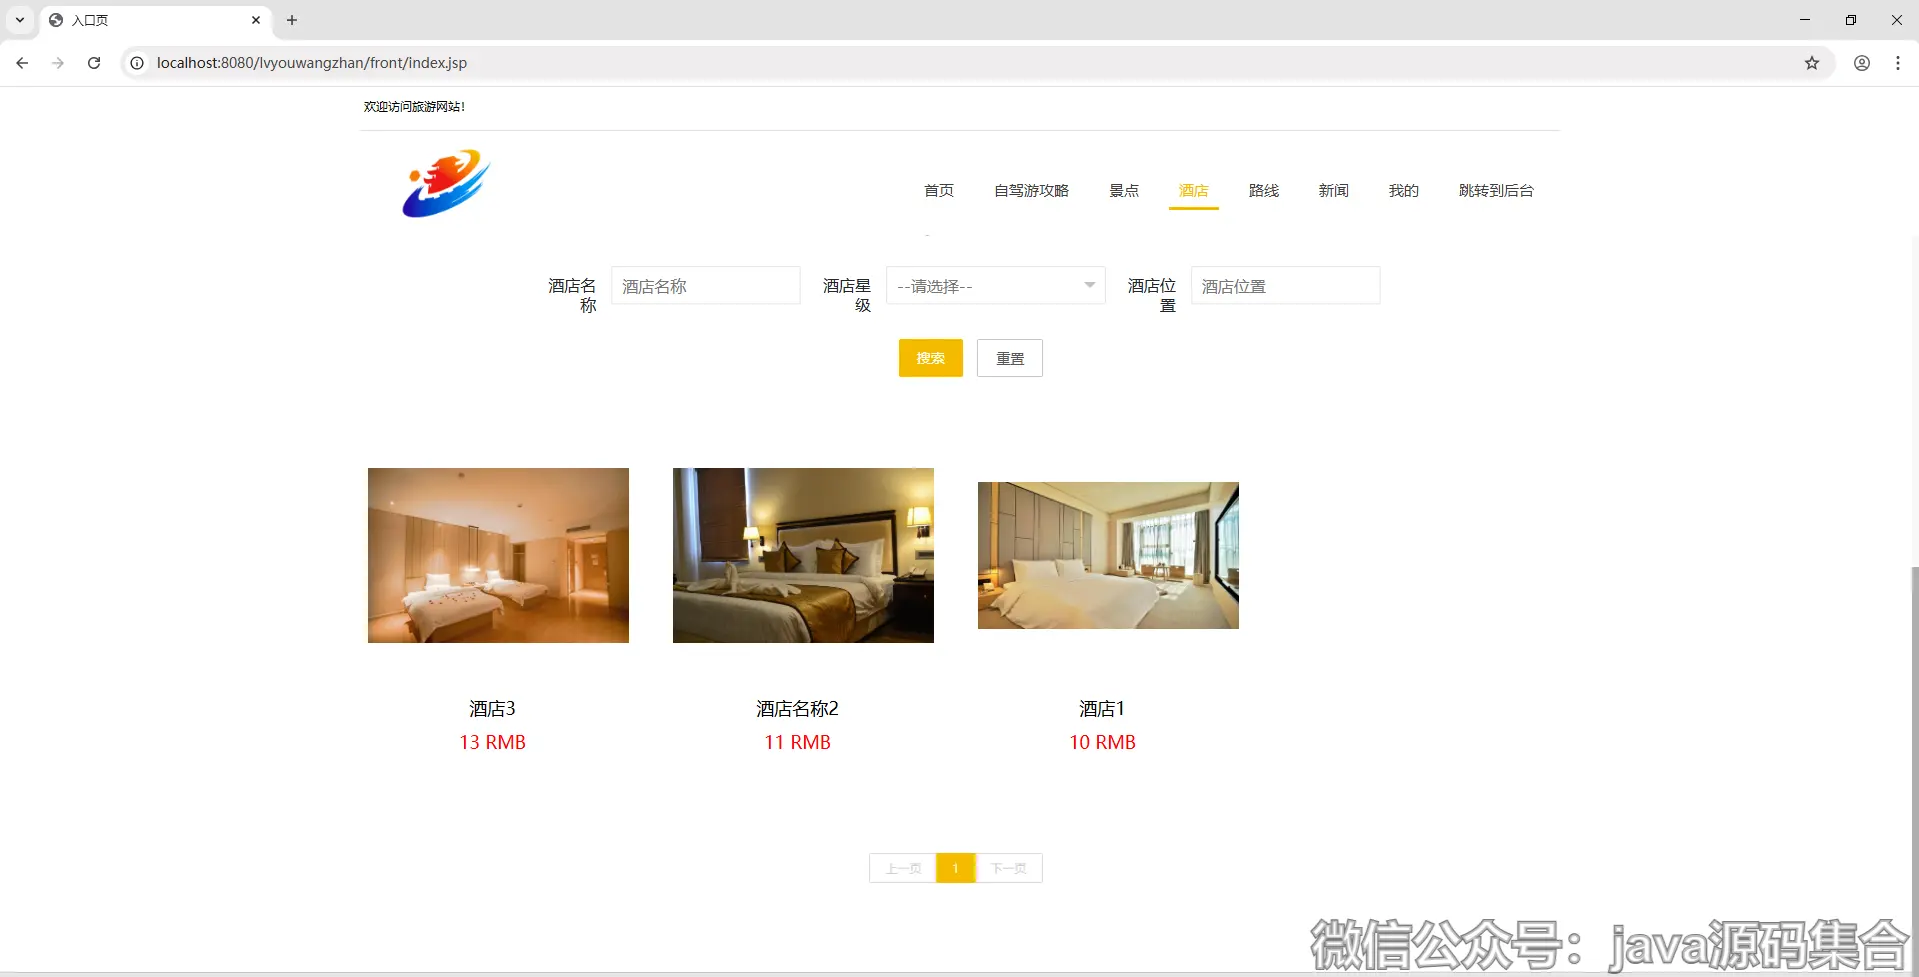 入口页
localhost:8080/lvyouwangzhan/front/index.jsp
欢迎访问旅游网站!
首页 自驾游攻略 景点 酒店 路线 新闻 我的 跳转到后台
酒店名称 酒店名称 酒店星级 --请选择-- 酒店位置 酒店位置
搜索 重置
酒店3 酒店名称2 酒店1
13 RMB 11 RMB 10 RMB
上一页 1 下一页
微信公众号：java源码集合